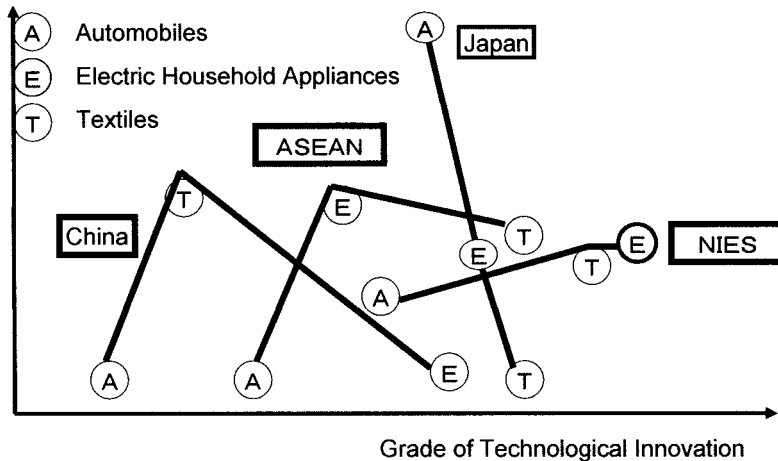 A Automobiles
E Electric Household Appliances
T Textiles
A
Japan
ASEAN
T
E
China
T
E
NIES
E
T
A
A
A
E
T
Grade of Technological Innovation